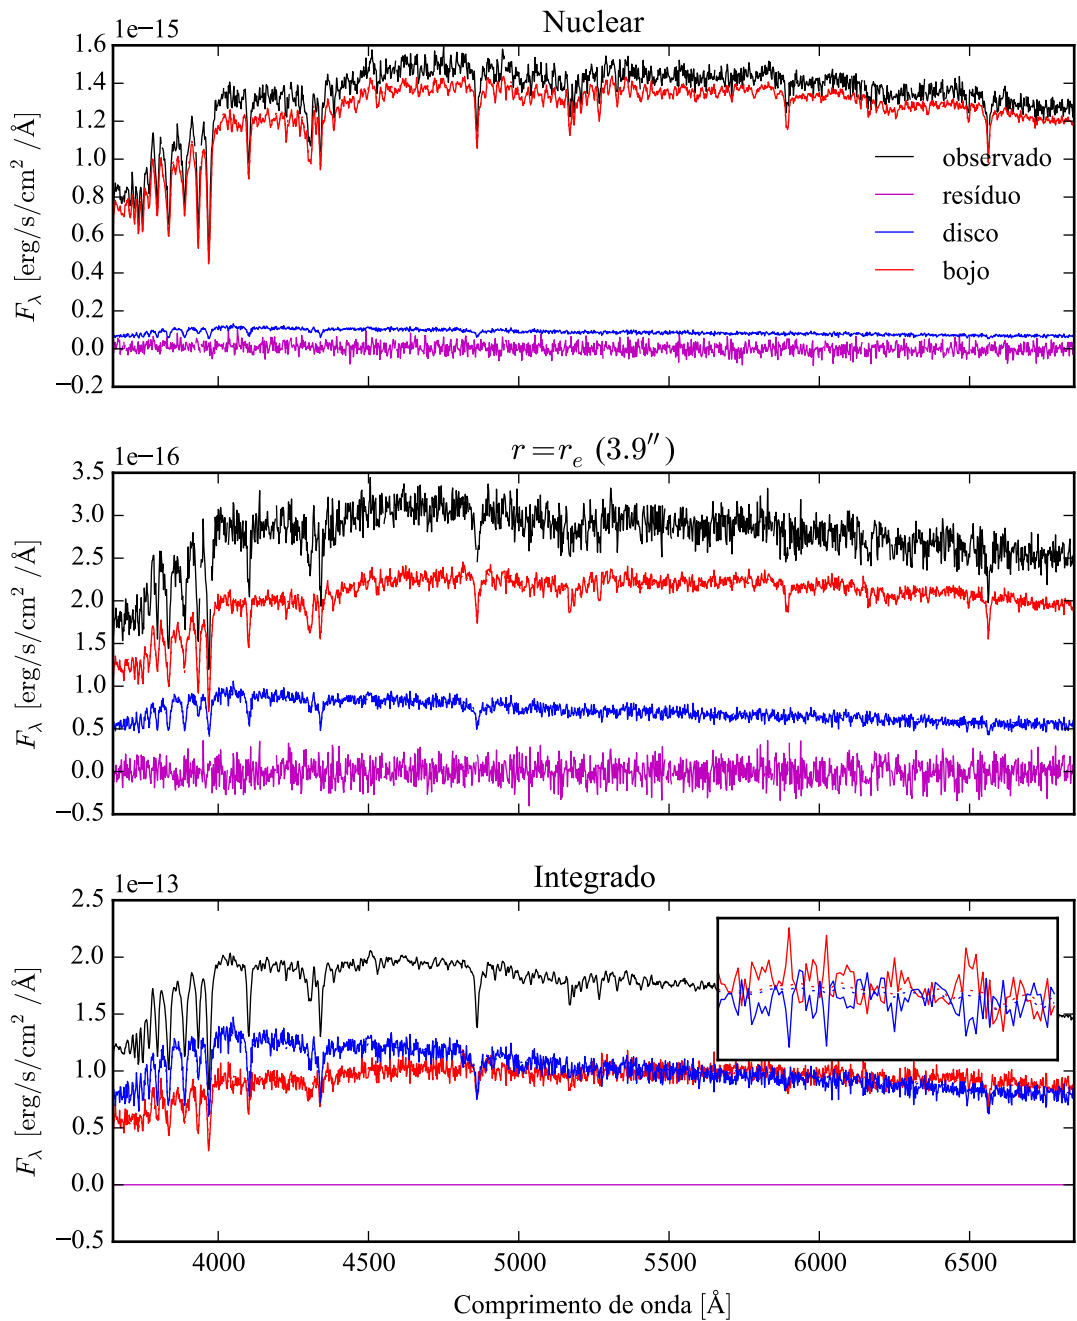 Nuclear
1e−15
1.6
1.4
1.2
1.0
0.8
0.6
0.4
0.2
0.0
−0.2
F_λ [erg/s/cm² /Å]
observado
resíduo
disco
bojo
r = r_e (3.9″)
1e−16
3.5
3.0
2.5
2.0
1.5
1.0
0.5
0.0
−0.5
F_λ [erg/s/cm² /Å]
Integrado
1e−13
2.5
2.0
1.5
1.0
0.5
0.0
−0.5
F_λ [erg/s/cm² /Å]
4000 4500 5000 5500 6000 6500
Comprimento de onda [Å]